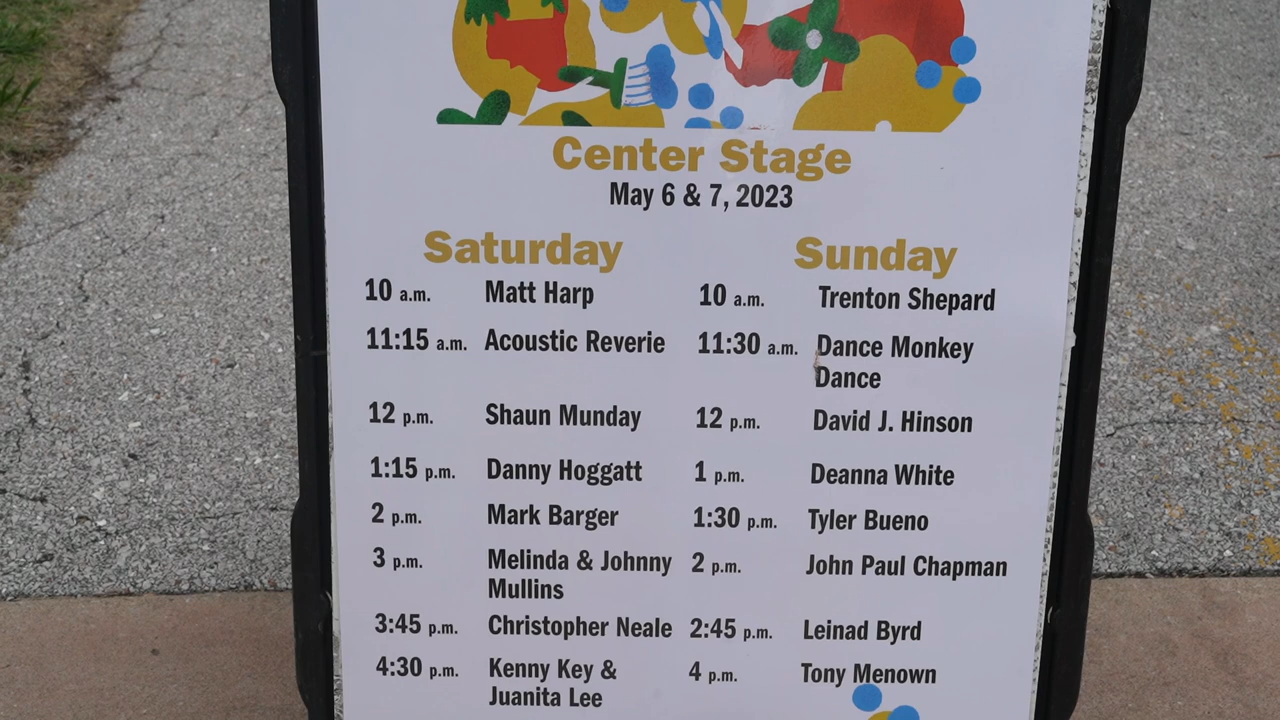 Center Stage
May 6 & 7, 2023
Saturday
10 a.m. Matt Harp
11:15 a.m. Acoustic Reverie
12 p.m. Shaun Munday
1:15 p.m. Danny Hoggatt
2 p.m. Mark Barger
3 p.m. Melinda & Johnny
Mullins
3:45 p.m. Christopher Neale
4:30 p.m. Kenny Key &
Juanita Lee
Sunday
10 a.m. Trenton Shepard
11:30 a.m. Dance Monkey
Dance
12 p.m. David J. Hinson
1 p.m. Deanna White
1:30 p.m. Tyler Bueno
2 p.m. John Paul Chapman
2:45 p.m. Leinad Byrd
4 p.m. Tony Menown